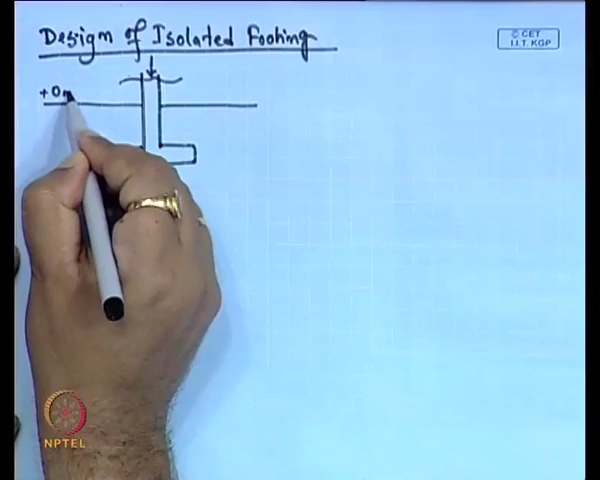 Design of Isolated Footing
© CET
I.I.T. KGP
+0m
NPTEL